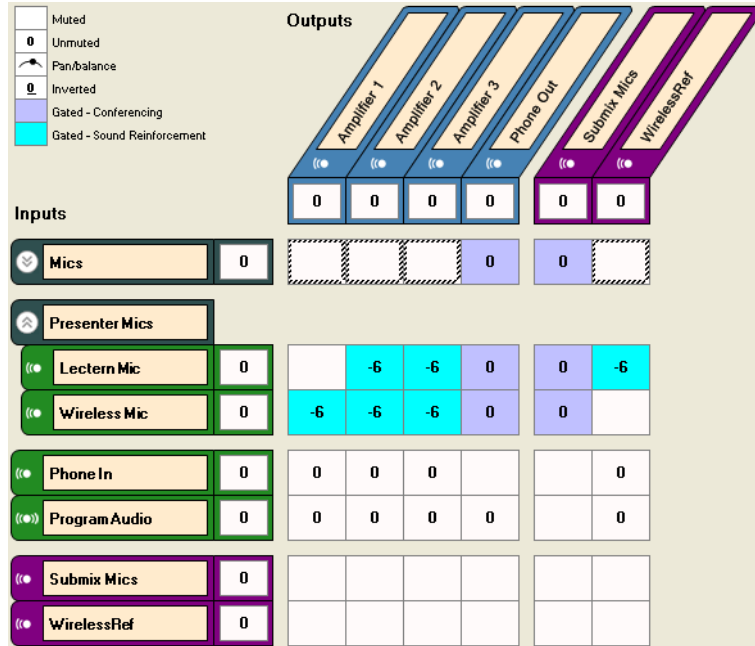 Muted
0 Unmuted
Pan/balance
0 Inverted
Gated - Conferencing
Gated - Sound Reinforcement
Outputs
Amplifier 1
Amplifier 2
Amplifier 3
Phone Out
Submix Mics
WirelessRef
0 0 0 0 0 0
Inputs
Mics 0 0 0
Presenter Mics
Lectern Mic 0 -6 -6 0 0 -6
Wireless Mic 0 -6 -6 -6 0 0
Phone In 0 0 0 0 0
Program Audio 0 0 0 0 0 0
Submix Mics 0
WirelessRef 0